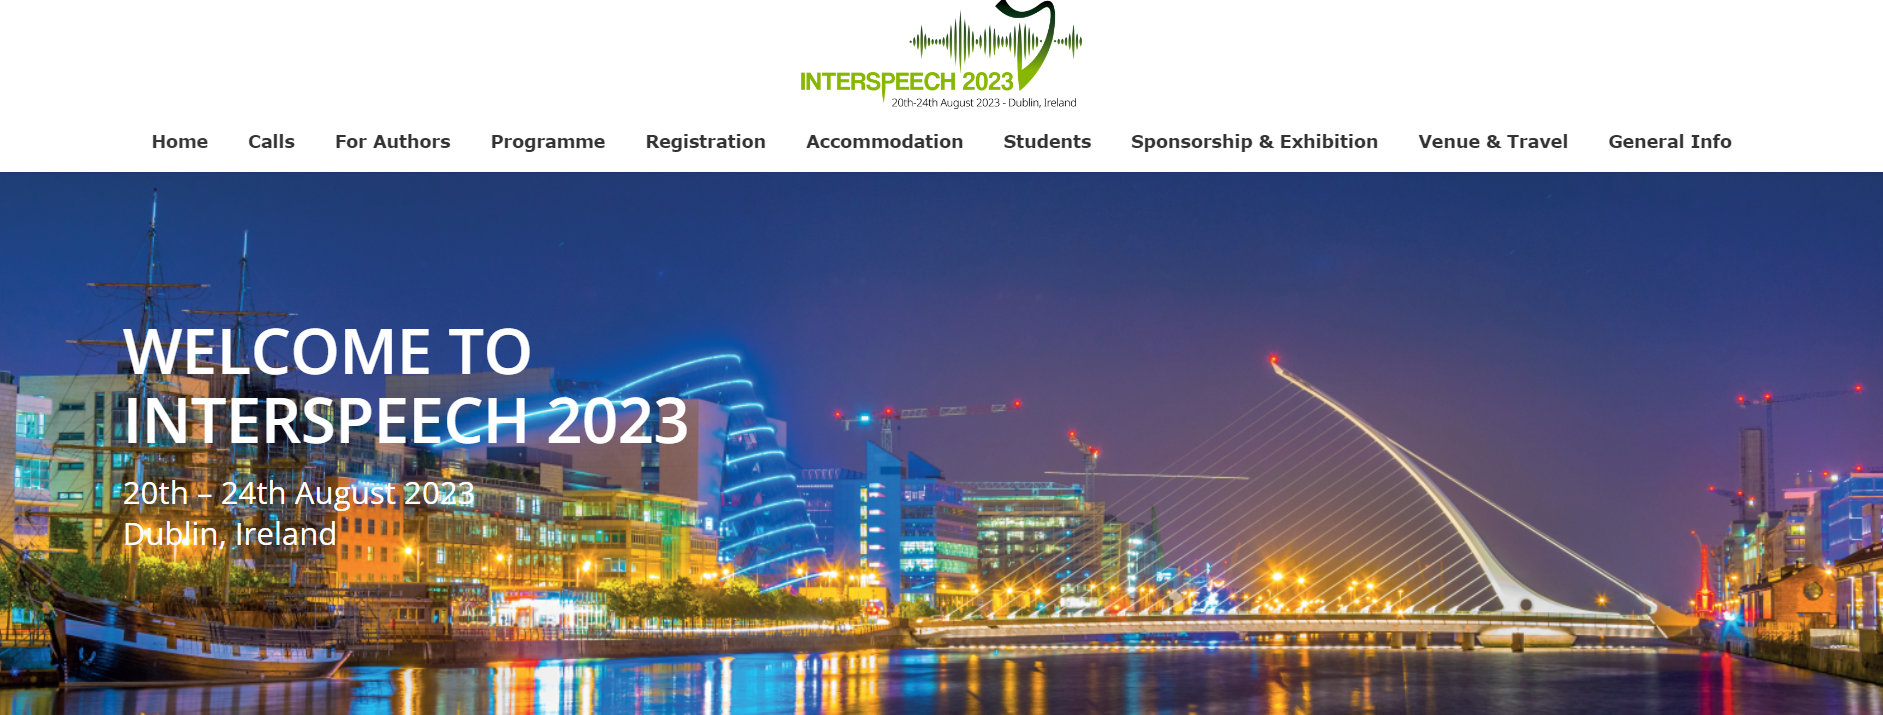 INTERSPEECH 2023
20th-24th August 2023 - Dublin, Ireland
Home Calls For Authors Programme Registration Accommodation Students Sponsorship & Exhibition Venue & Travel General Info
WELCOME TO
INTERSPEECH 2023
20th – 24th August 2023
Dublin, Ireland